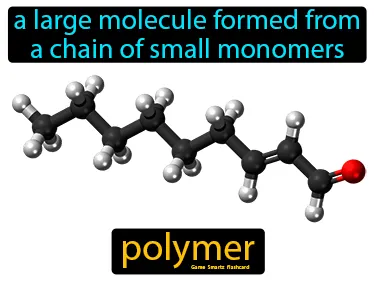 a large molecule formed from
a chain of small monomers
polymer
Game Smartz Flashcard